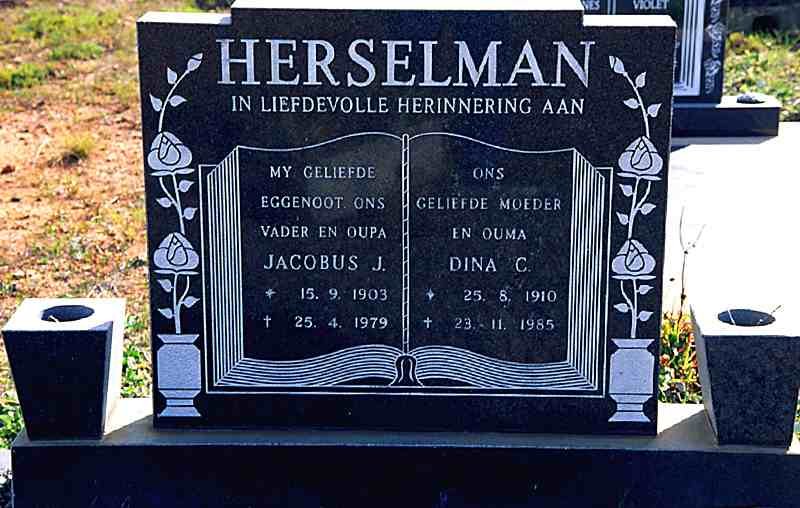 HERSELMAN
IN LIEFDEVOLLE HERINNERING AAN
MY GELIEFDE
EGGENOOT ONS
VADER EN OUPA
JACOBUS J.
* 15. 9. 1903
† 25. 4. 1979
ONS
GELIEFDE MOEDER
EN OUMA
DINA C.
* 25. 8. 1910
† 23. 11. 1985
VIOLET